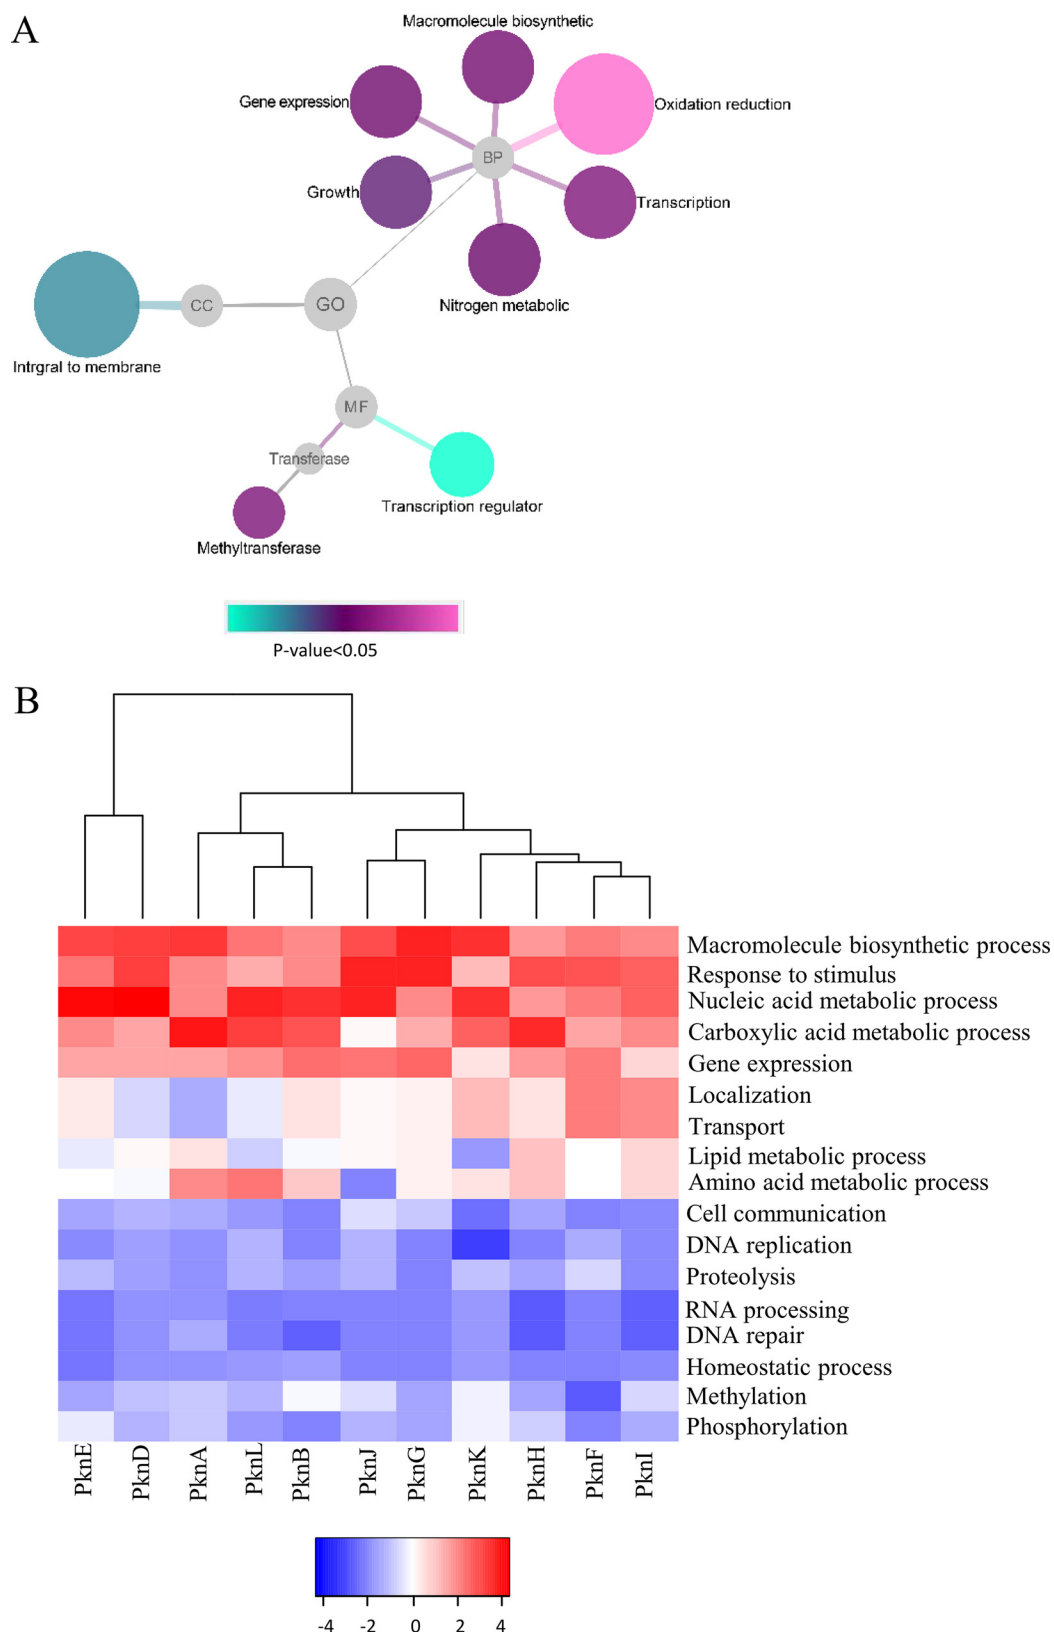 A
Macromolecule biosynthetic
Gene expression
Oxidation reduction
BP
Growth
Transcription
Nitrogen metabolic
CC
GO
Intrgral to membrane
MF
Transferase
Transcription regulator
Methyltransferase
P-value<0.05
B
Macromolecule biosynthetic process
Response to stimulus
Nucleic acid metabolic process
Carboxylic acid metabolic process
Gene expression
Localization
Transport
Lipid metabolic process
Amino acid metabolic process
Cell communication
DNA replication
Proteolysis
RNA processing
DNA repair
Homeostatic process
Methylation
Phosphorylation
PknE PknD PknA PknL PknB PknJ PknG PknK PknH PknF PknI
-4 -2 0 2 4